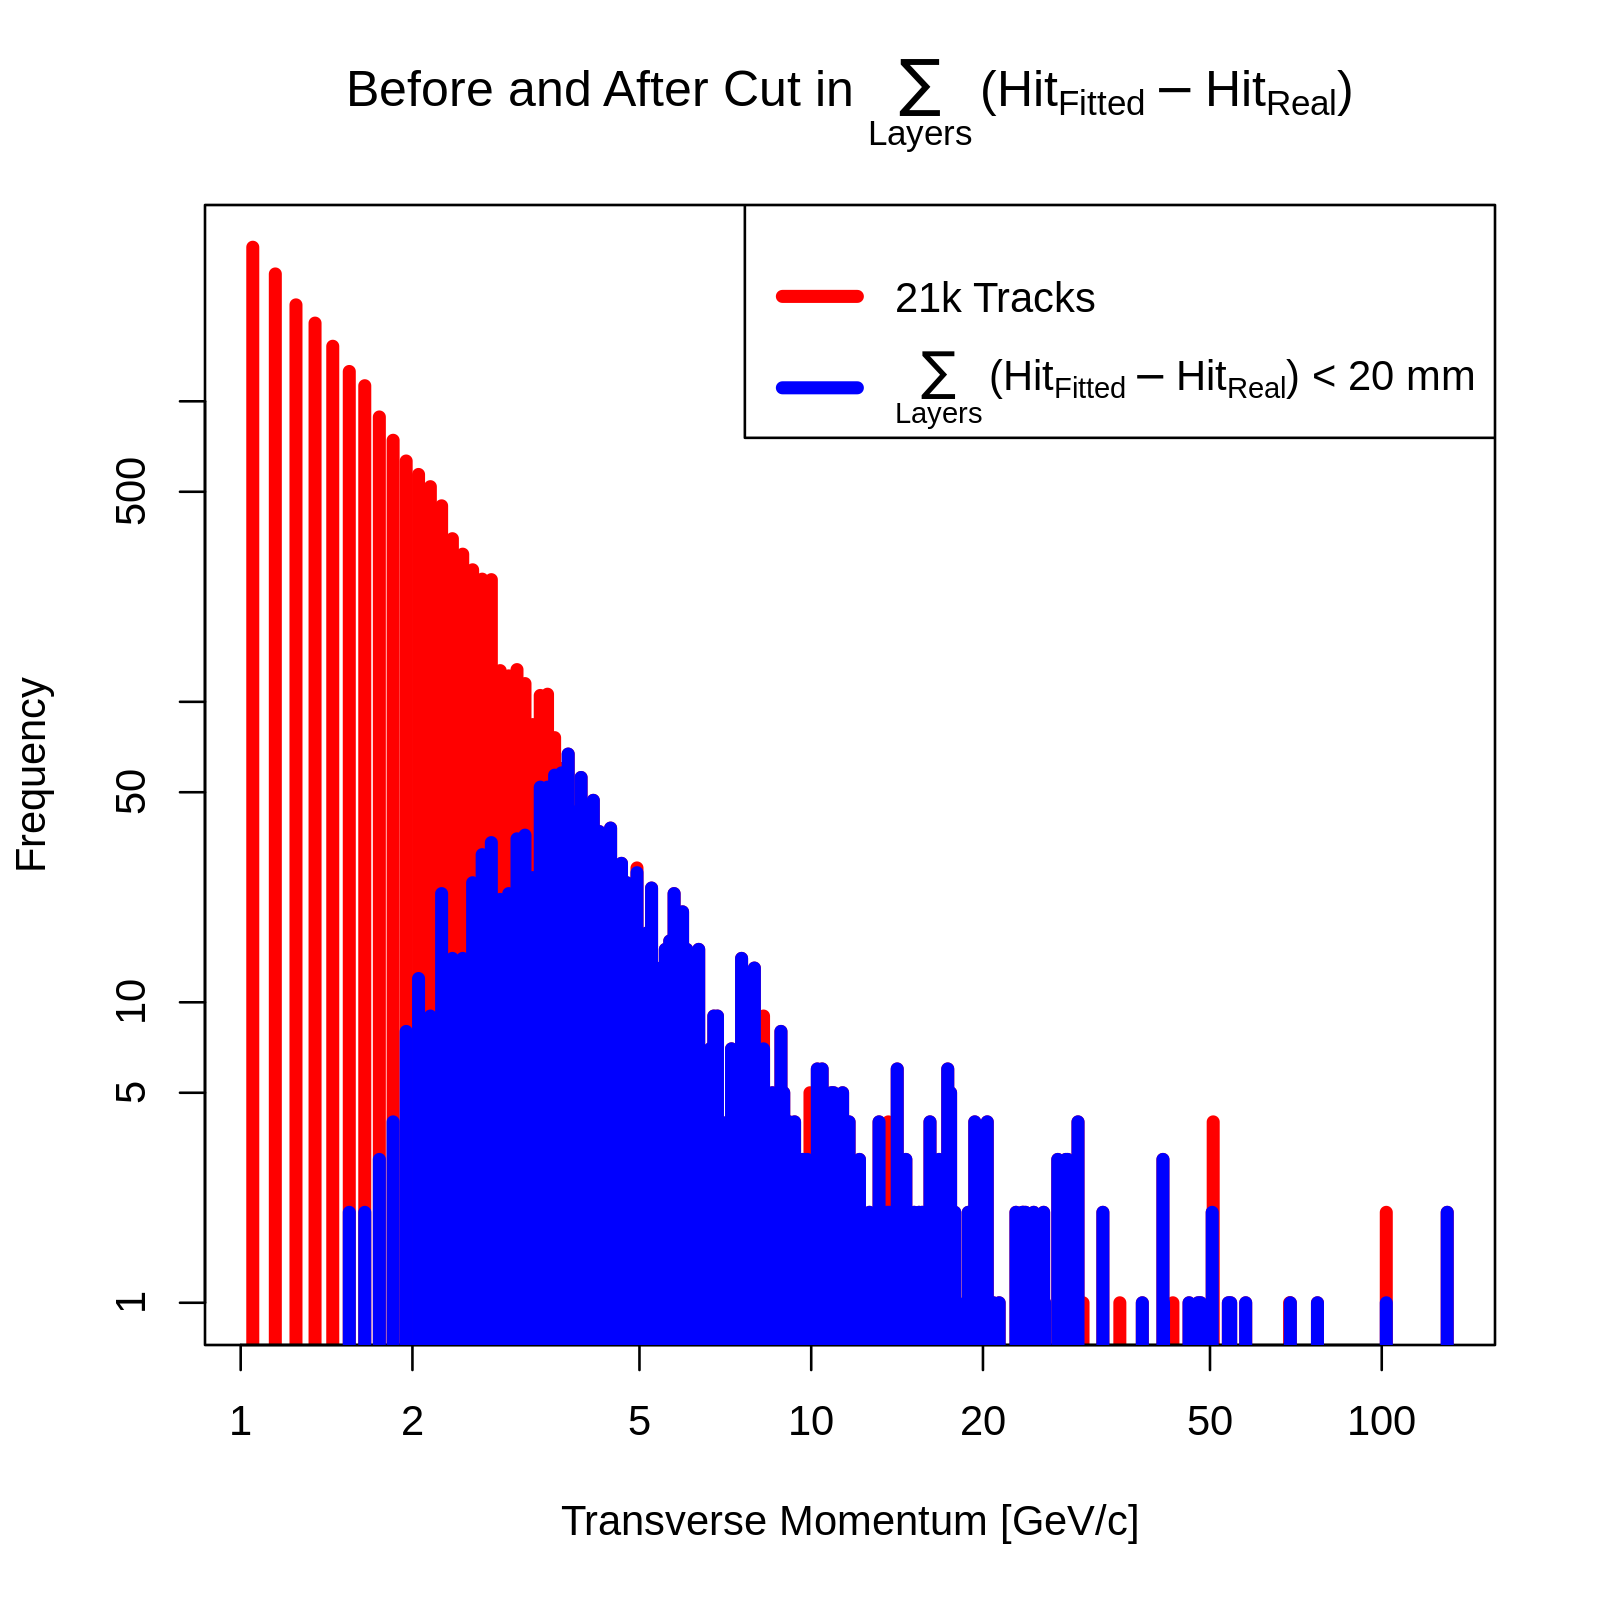 Before and After Cut in ∑ (Hit_Fitted − Hit_Real)
Layers
21k Tracks
∑ (Hit_Fitted − Hit_Real) < 20 mm
Layers
Frequency
500
50
10
5
1
1 2 5 10 20 50 100
Transverse Momentum [GeV/c]